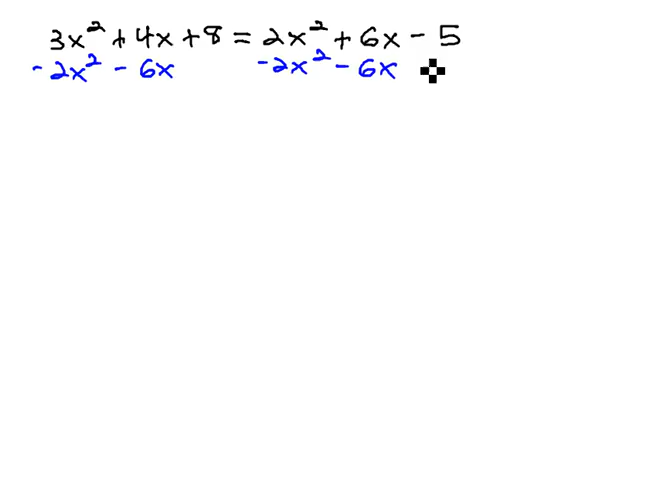 3x² + 4x + 8 = 2x² + 6x - 5
-2x² - 6x -2x² - 6x